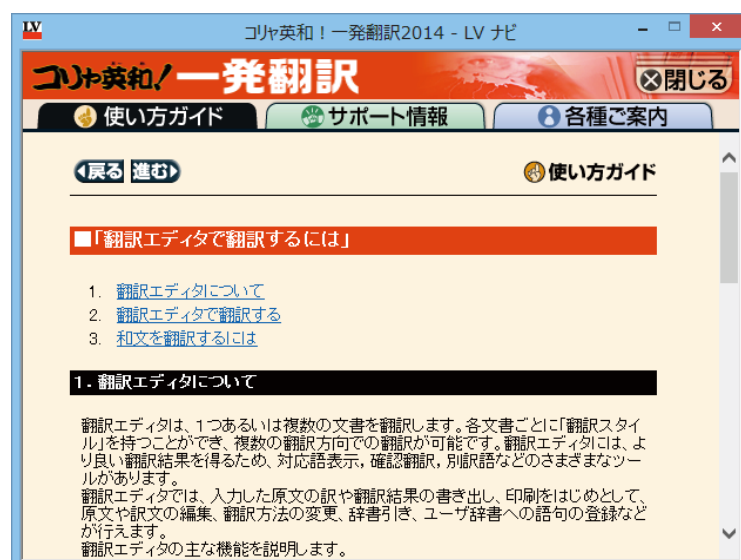 LV
コリャ英和！一発翻訳2014 - LV ナビ
コリャ英和!一発翻訳
閉じる
使い方ガイド
サポート情報
各種ご案内
戻る 進む
使い方ガイド
■「翻訳エディタで翻訳するには」
1. 翻訳エディタについて
2. 翻訳エディタで翻訳する
3. 和文を翻訳するには
1. 翻訳エディタについて
翻訳エディタは、1つあるいは複数の文書を翻訳します。各文書ごとに「翻訳スタイ
ル」を持つことができ、複数の翻訳方向での翻訳が可能です。翻訳エディタには、よ
り良い翻訳結果を得るため、対応語表示，確認翻訳，別訳語などのさまざまなツー
ルがあります。
翻訳エディタでは、入力した原文の訳や翻訳結果の書き出し、印刷をはじめとして、
原文や訳文の編集、翻訳方法の変更、辞書引き、ユーザ辞書への語句の登録など
が行えます。
翻訳エディタの主な機能を説明します。